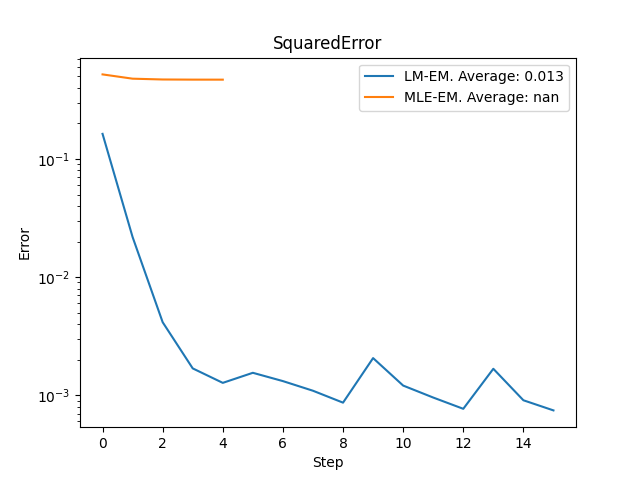 SquaredError
LM-EM. Average: 0.013
MLE-EM. Average: nan
Error
10⁻¹
10⁻²
10⁻³
0 2 4 6 8 10 12 14
Step